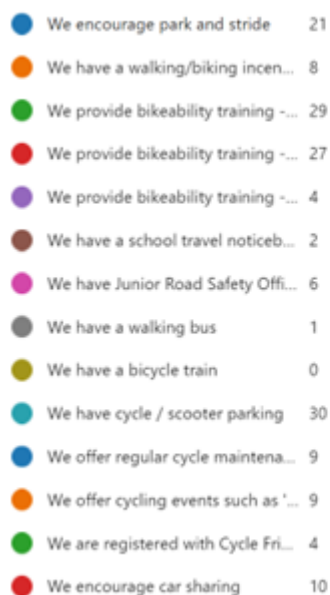 We encourage park and stride 21
We have a walking/biking incen... 8
We provide bikeability training -... 29
We provide bikeability training -... 27
We provide bikeability training -... 4
We have a school travel noticeb... 2
We have Junior Road Safety Offi... 6
We have a walking bus 1
We have a bicycle train 0
We have cycle / scooter parking 30
We offer regular cycle maintena... 9
We offer cycling events such as '... 9
We are registered with Cycle Fri... 4
We encourage car sharing 10